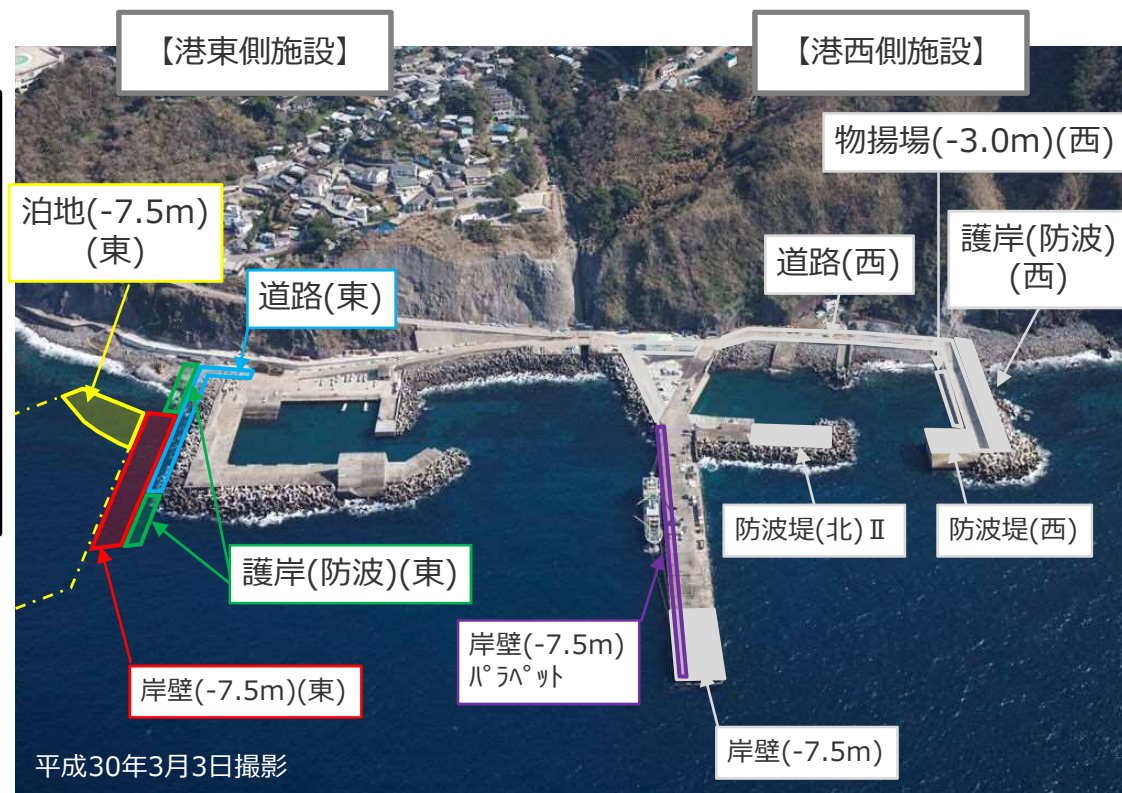 【港東側施設】
【港西側施設】
物揚場(-3.0m)(西)
泊地(-7.5m)
(東)
道路(東)
道路(西)
護岸(防波)
(西)
護岸(防波)(東)
防波堤(北)Ⅱ
防波堤(西)
岸壁(-7.5m)
ﾊﾟﾗﾍﾟｯﾄ
岸壁(-7.5m)(東)
岸壁(-7.5m)
平成30年3月3日撮影